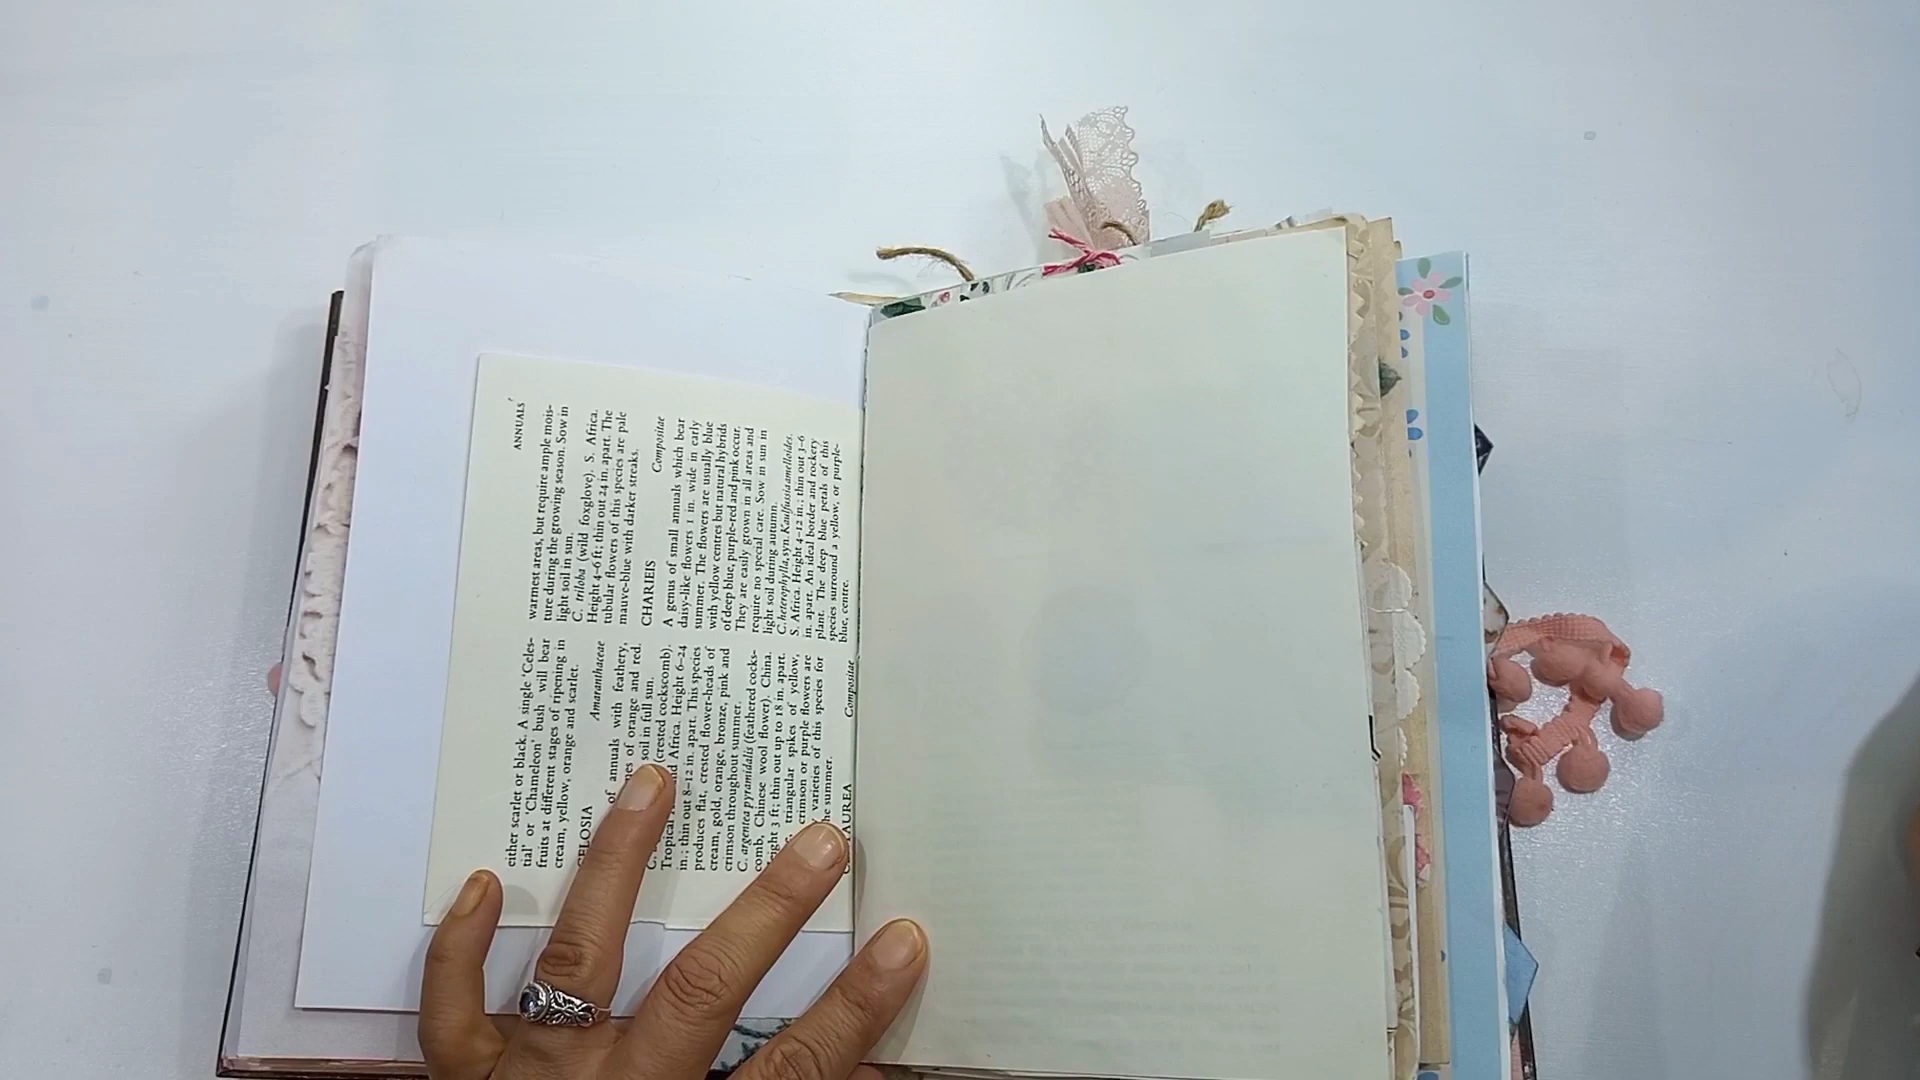 ANNUALS
either scarlet or black. A single 'Celes-
tial' or 'Chameleon' bush will bear
fruits at different stages of ripening in
cream, yellow, orange and scarlet.
Amaranthaceae
of annuals with feathery,
of orange and red.
soil in full sun.
(crested cockscomb).
Tropical Africa. Height 6–24
in.; thin out 8–12 in. apart. This species
produces flat, crested flower-heads of
cream, gold, orange, bronze, pink and
crimson throughout summer.
C. argentea pyramidalis (feathered cocks-
comb, Chinese wool flower). China.
3 ft; thin out up to 18 in. apart.
triangular spikes of yellow,
or purple flowers are
varieties of this species for
summer.
Compositae
warmest areas, but require ample mois-
ture during the growing season. Sow in
light soil in sun.
C. triloba (wild foxglove). S. Africa.
Height 4–6 ft; thin out 24 in. apart. The
tubular flowers of this species are pale
mauve-blue with darker streaks.
CHARIEIS
Compositae
A genus of small annuals which bear
daisy-like flowers 1 in. wide in early
summer. The flowers are usually blue
with yellow centres but natural hybrids
of deep blue, purple-red and pink occur.
They are easily grown in all areas and
require no special care. Sow in sun in
light soil during autumn.
C. heterophylla, syn. Kaulfussia amelloides.
S. Africa. Height 4–12 in.; thin out 3–6
in. apart. An ideal border and rockery
plant. The deep blue petals of this
species surround a yellow, or purple-
blue, centre.